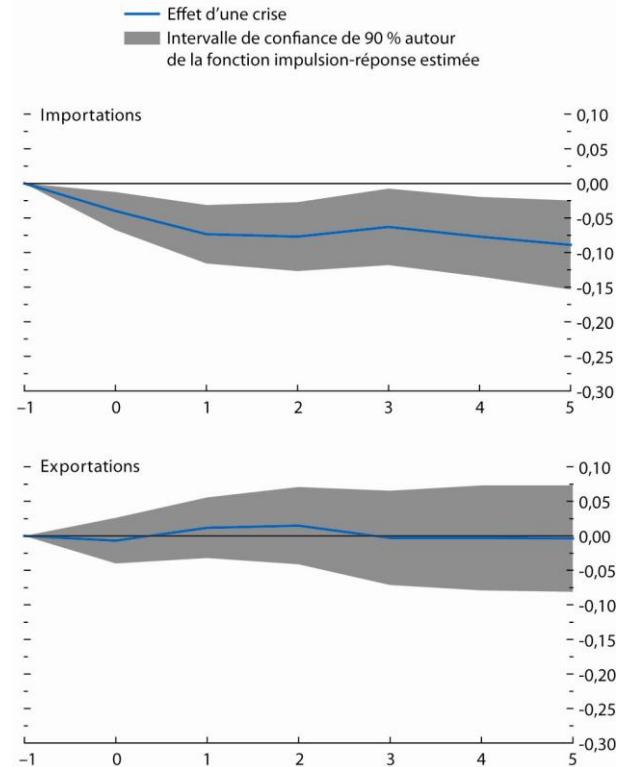 Effet d'une crise
Intervalle de confiance de 90 % autour
de la fonction impulsion-réponse estimée
Importations
0,10
0,05
0,00
-0,05
-0,10
-0,15
-0,20
-0,25
-0,30
–1 0 1 2 3 4 5
Exportations
0,10
0,05
0,00
-0,05
-0,10
-0,15
-0,20
-0,25
-0,30
–1 0 1 2 3 4 5